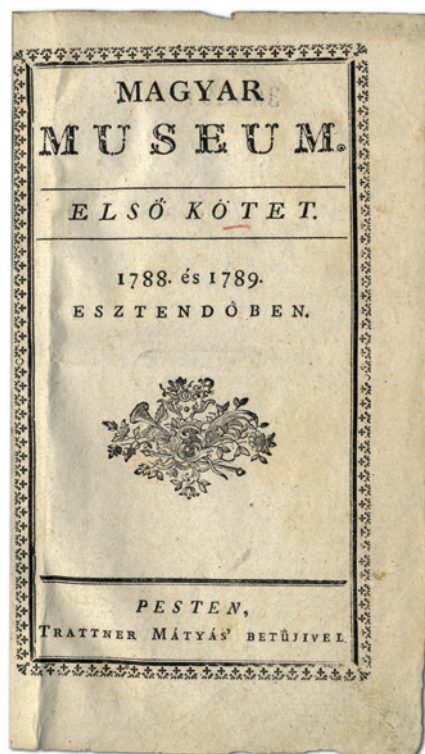 MAGYAR
MUSEUM.
ELSŐ KÖTET.
1788. és 1789.
ESZTENDŐBEN.
PESTEN,
TRATTNER MÁTYÁS' BETŰJIVEL